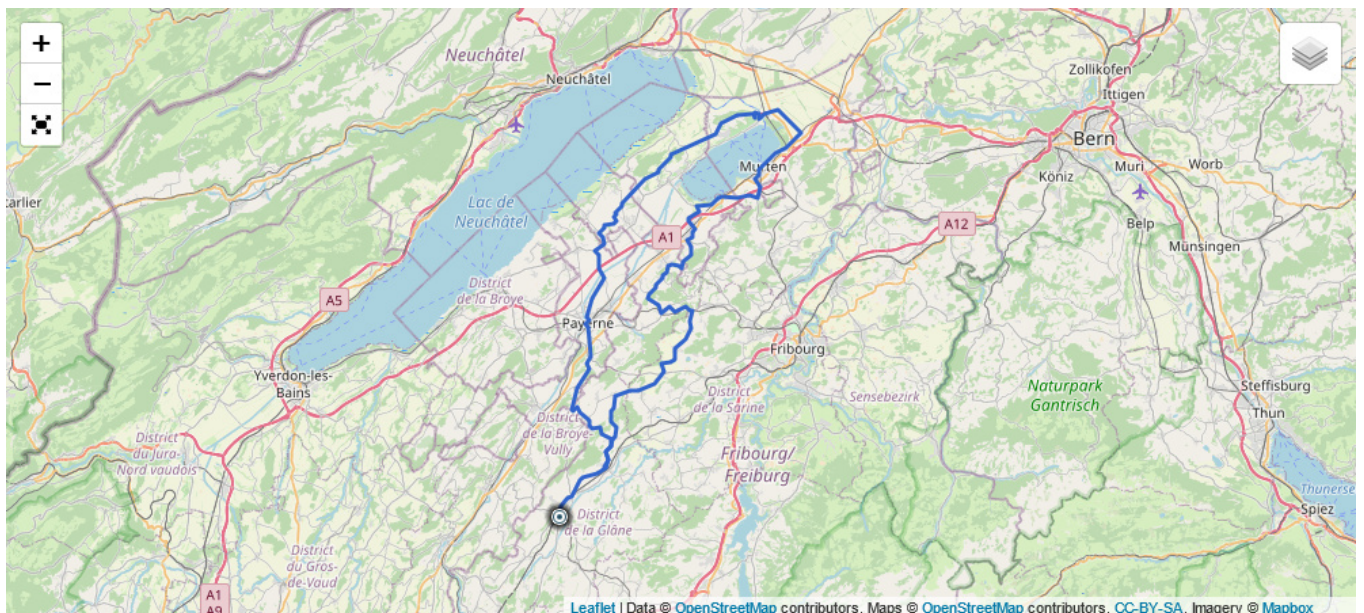 +
−
Neuchâtel
Neuchâtel
Zollikofen
Ittigen
Bern
Muri
Worb
Köniz
Belp
Münsingen
Murten
carlier
Lac de
Neuchâtel
A1
A12
District
de la Broye
A5
Payerne
Fribourg
Yverdon-les-
Bains
District
de la Sarine
Sensebezirk
Naturpark
Gantrisch
Steffisburg
Thun
District
du Jura-
Nord vaudois
District
de la Broye-
Vully
Fribourg/
Freiburg
Thunerse
Spiez
District
de la Glâne
District
du Gros-
de-Vaud
A1
A9
Leaflet | Data © OpenStreetMap contributors, Maps © OpenStreetMap contributors, CC-BY-SA, Imagery © Mapbox